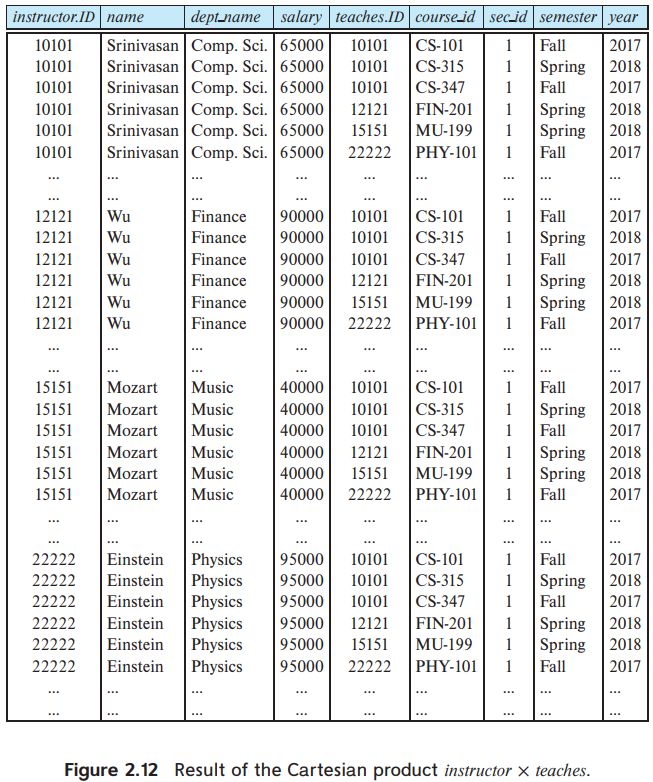 instructor.ID name dept_name salary teaches.ID course_id sec_id semester year
10101 Srinivasan Comp. Sci. 65000 10101 CS-101 1 Fall 2017
10101 Srinivasan Comp. Sci. 65000 10101 CS-315 1 Spring 2018
10101 Srinivasan Comp. Sci. 65000 10101 CS-347 1 Fall 2017
10101 Srinivasan Comp. Sci. 65000 12121 FIN-201 1 Spring 2018
10101 Srinivasan Comp. Sci. 65000 15151 MU-199 1 Spring 2018
10101 Srinivasan Comp. Sci. 65000 22222 PHY-101 1 Fall 2017
... ... ... ... ... ... ... ... ...
... ... ... ... ... ... ... ... ...
12121 Wu Finance 90000 10101 CS-101 1 Fall 2017
12121 Wu Finance 90000 10101 CS-315 1 Spring 2018
12121 Wu Finance 90000 10101 CS-347 1 Fall 2017
12121 Wu Finance 90000 12121 FIN-201 1 Spring 2018
12121 Wu Finance 90000 15151 MU-199 1 Spring 2018
12121 Wu Finance 90000 22222 PHY-101 1 Fall 2017
... ... ... ... ... ... ... ... ...
... ... ... ... ... ... ... ... ...
15151 Mozart Music 40000 10101 CS-101 1 Fall 2017
15151 Mozart Music 40000 10101 CS-315 1 Spring 2018
15151 Mozart Music 40000 10101 CS-347 1 Fall 2017
15151 Mozart Music 40000 12121 FIN-201 1 Spring 2018
15151 Mozart Music 40000 15151 MU-199 1 Spring 2018
15151 Mozart Music 40000 22222 PHY-101 1 Fall 2017
... ... ... ... ... ... ... ... ...
... ... ... ... ... ... ... ... ...
22222 Einstein Physics 95000 10101 CS-101 1 Fall 2017
22222 Einstein Physics 95000 10101 CS-315 1 Spring 2018
22222 Einstein Physics 95000 10101 CS-347 1 Fall 2017
22222 Einstein Physics 95000 12121 FIN-201 1 Spring 2018
22222 Einstein Physics 95000 15151 MU-199 1 Spring 2018
22222 Einstein Physics 95000 22222 PHY-101 1 Fall 2017
... ... ... ... ... ... ... ... ...
... ... ... ... ... ... ... ... ...
Figure 2.12 Result of the Cartesian product instructor × teaches.